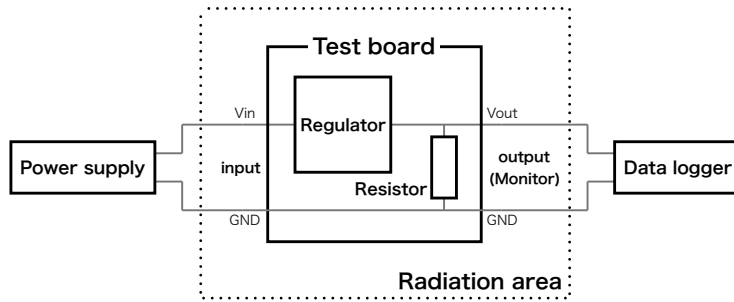 Test board
Vin
Vout
Regulator
Power supply
input
Resistor
output
(Monitor)
Data logger
GND
GND
Radiation area